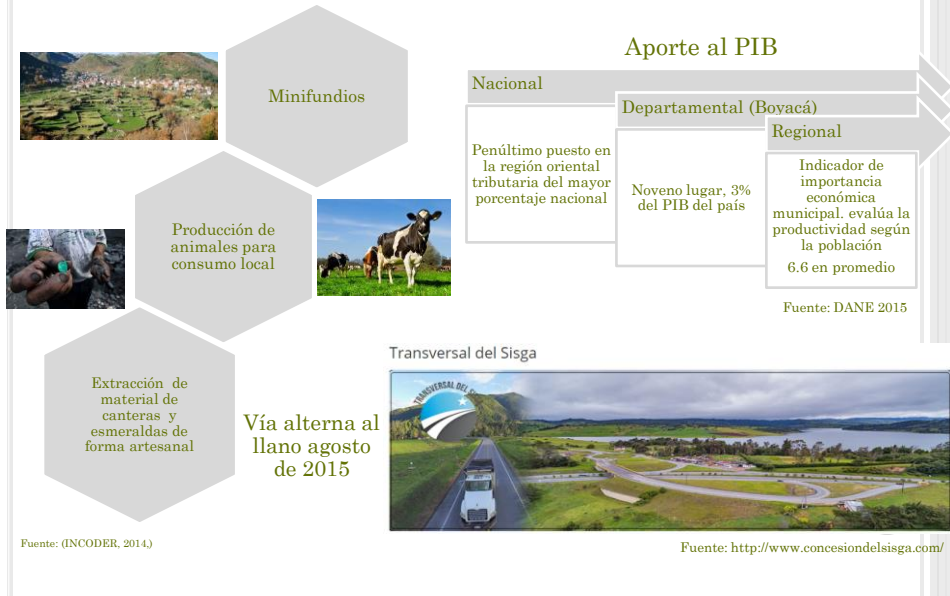 Minifundios
Producción de
animales para
consumo local
Extracción de
material de
canteras y
esmeraldas de
forma artesanal
Fuente: (INCODER, 2014,)
Aporte al PIB
Nacional
Penúltimo puesto en
la región oriental
tributaria del mayor
porcentaje nacional
Departamental (Boyacá)
Noveno lugar, 3%
del PIB del país
Regional
Indicador de
importancia
económica
municipal. evalúa la
productividad según
la población
6.6 en promedio
Fuente: DANE 2015
Vía alterna al
llano agosto
de 2015
Transversal del Sisga
TRANSVERSAL DEL
Fuente: http://www.concesiondelsisga.com/